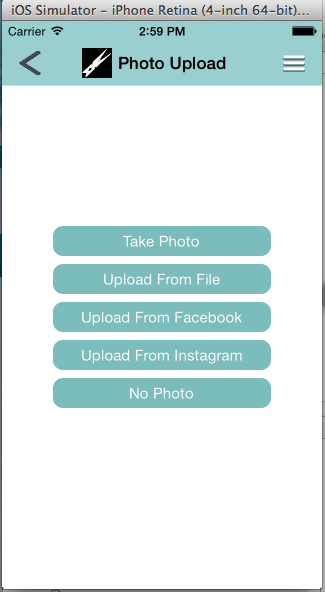 iOS Simulator – iPhone Retina (4-inch 64-bit)...
Carrier 2:59 PM
Photo Upload
Take Photo
Upload From File
Upload From Facebook
Upload From Instagram
No Photo